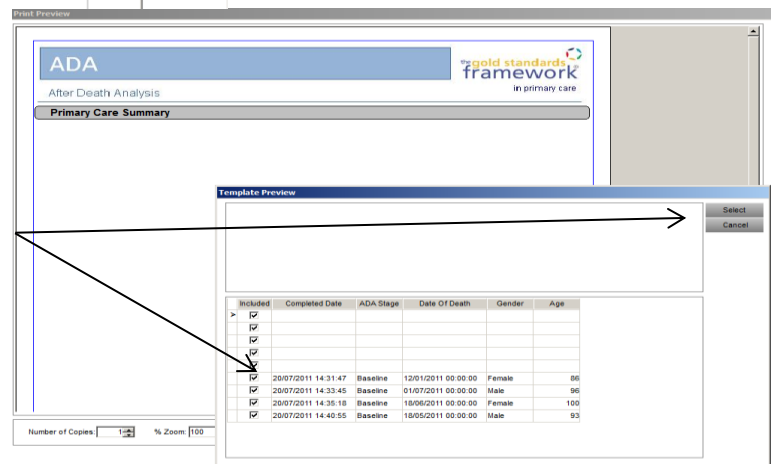 Print Preview
ADA
the gold standards
framework®
in primary care
After Death Analysis
Primary Care Summary
Template Preview
Select
Cancel
Included Completed Date ADA Stage Date Of Death Gender Age
20/07/2011 14:31:47 Baseline 12/01/2011 00:00:00 Female 86
20/07/2011 14:33:45 Baseline 01/07/2011 00:00:00 Male 96
20/07/2011 14:35:18 Baseline 18/06/2011 00:00:00 Female 100
20/07/2011 14:40:55 Baseline 18/05/2011 00:00:00 Male 93
Number of Copies: 1 % Zoom: 100